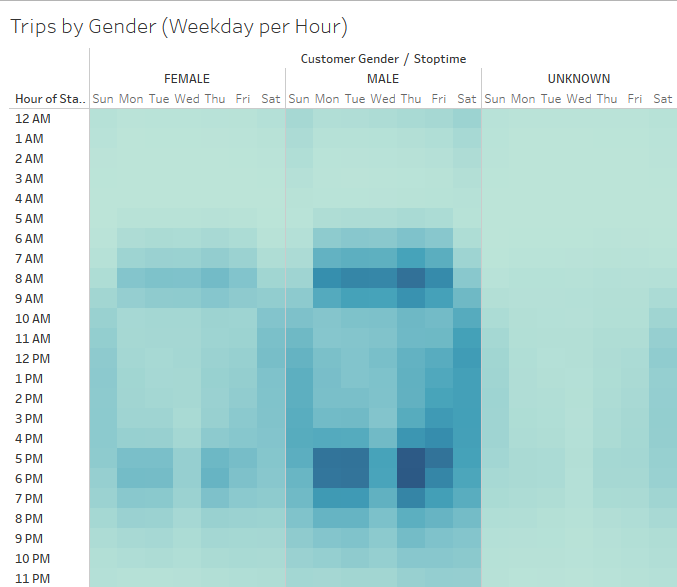 Trips by Gender (Weekday per Hour)
Customer Gender / Stoptime
FEMALE MALE UNKNOWN
Hour of Sta.. Sun Mon Tue Wed Thu Fri Sat Sun Mon Tue Wed Thu Fri Sat Sun Mon Tue Wed Thu Fri Sat
12 AM
1 AM
2 AM
3 AM
4 AM
5 AM
6 AM
7 AM
8 AM
9 AM
10 AM
11 AM
12 PM
1 PM
2 PM
3 PM
4 PM
5 PM
6 PM
7 PM
8 PM
9 PM
10 PM
11 PM